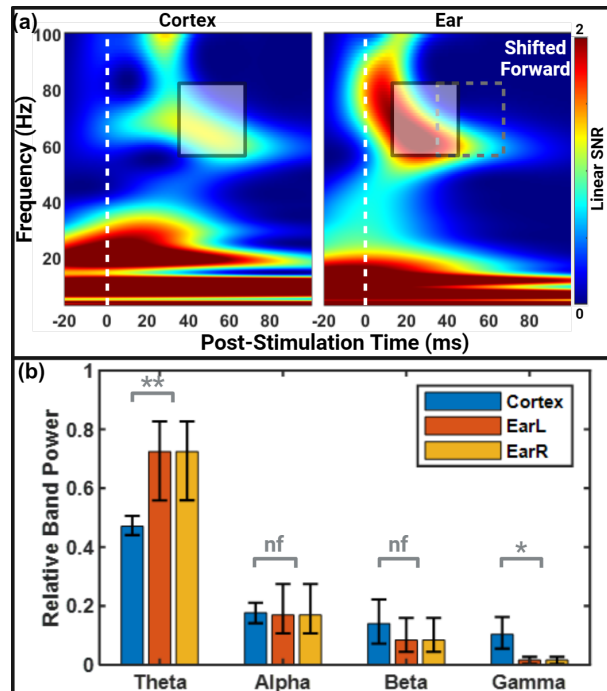 (a)
Cortex
Ear
Shifted
Forward
Frequency (Hz)
100
80
60
40
20
-20 0 20 40 60 80
-20 0 20 40 60 80
Post-Stimulation Time (ms)
2
Linear SNR
0
(b)
Relative Band Power
1
0.8
0.6
0.4
0.2
0
**
nf
nf
*
Cortex
EarL
EarR
Theta
Alpha
Beta
Gamma